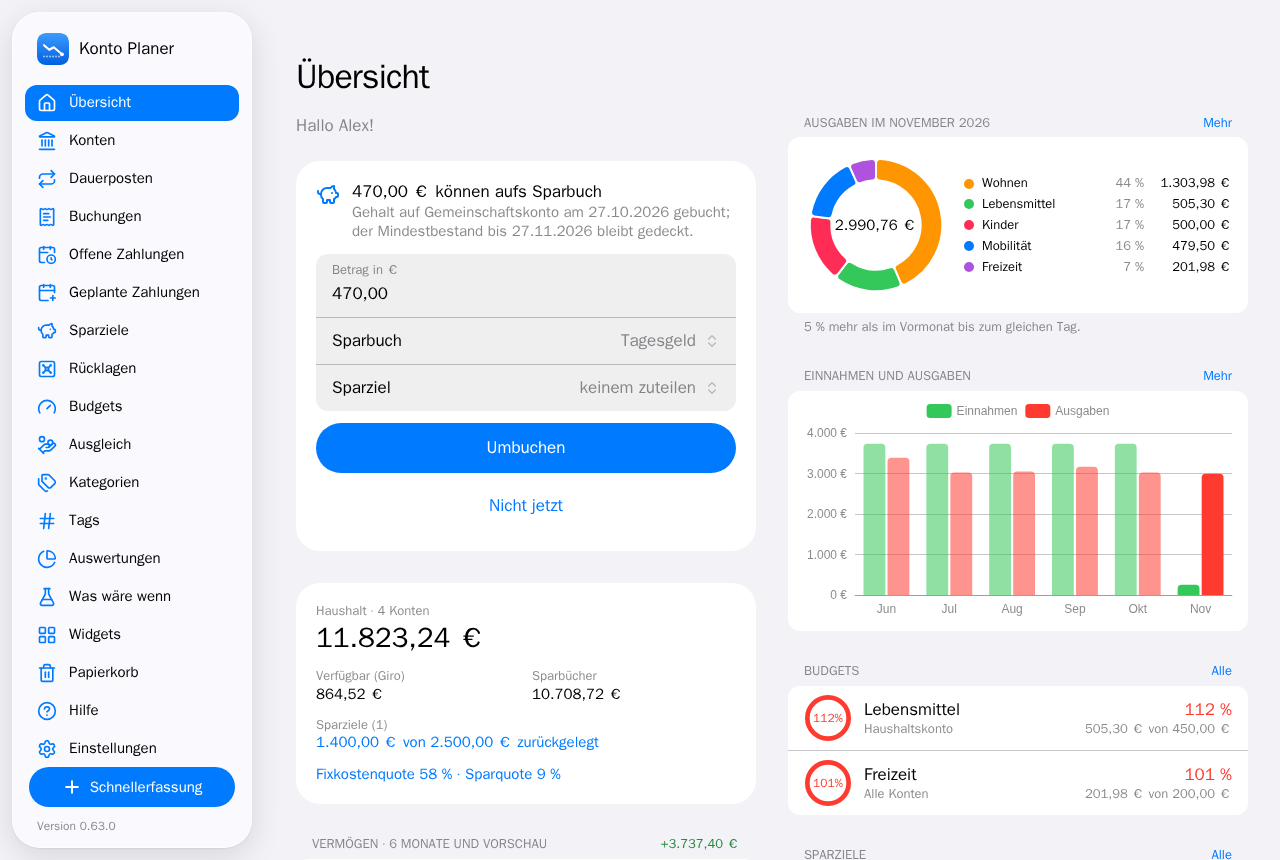 Konto Planer
Übersicht
Konten
Dauerposten
Buchungen
Offene Zahlungen
Geplante Zahlungen
Sparziele
Rücklagen
Budgets
Ausgleich
Kategorien
Tags
Auswertungen
Was wäre wenn
Widgets
Papierkorb
Hilfe
Einstellungen
Schnellerfassung
Version 0.63.0
Übersicht
Hallo Alex!
470,00 € können aufs Sparbuch
Gehalt auf Gemeinschaftskonto am 27.10.2026 gebucht;
der Mindestbestand bis 27.11.2026 bleibt gedeckt.
Betrag in €
470,00
Sparbuch Tagesgeld
Sparziel keinem zuteilen
Umbuchen
Nicht jetzt
Haushalt · 4 Konten
11.823,24 €
Verfügbar (Giro) Sparbücher
864,52 € 10.708,72 €
Sparziele (1)
1.400,00 € von 2.500,00 € zurückgelegt
Fixkostenquote 58 % · Sparquote 9 %
VERMÖGEN · 6 MONATE UND VORSCHAU +3.737,40 €
AUSGABEN IM NOVEMBER 2026 Mehr
2.990,76 €
Wohnen 44 % 1.303,98 €
Lebensmittel 17 % 505,30 €
Kinder 17 % 500,00 €
Mobilität 16 % 479,50 €
Freizeit 7 % 201,98 €
5 % mehr als im Vormonat bis zum gleichen Tag.
EINNAHMEN UND AUSGABEN Mehr
Einnahmen Ausgaben
4.000 €
3.000 €
2.000 €
1.000 €
0 €
Jun Jul Aug Sep Okt Nov
BUDGETS Alle
112% Lebensmittel 112 %
Haushaltskonto 505,30 € von 450,00 €
101% Freizeit 101 %
Alle Konten 201,98 € von 200,00 €
SPARZIELE Alle